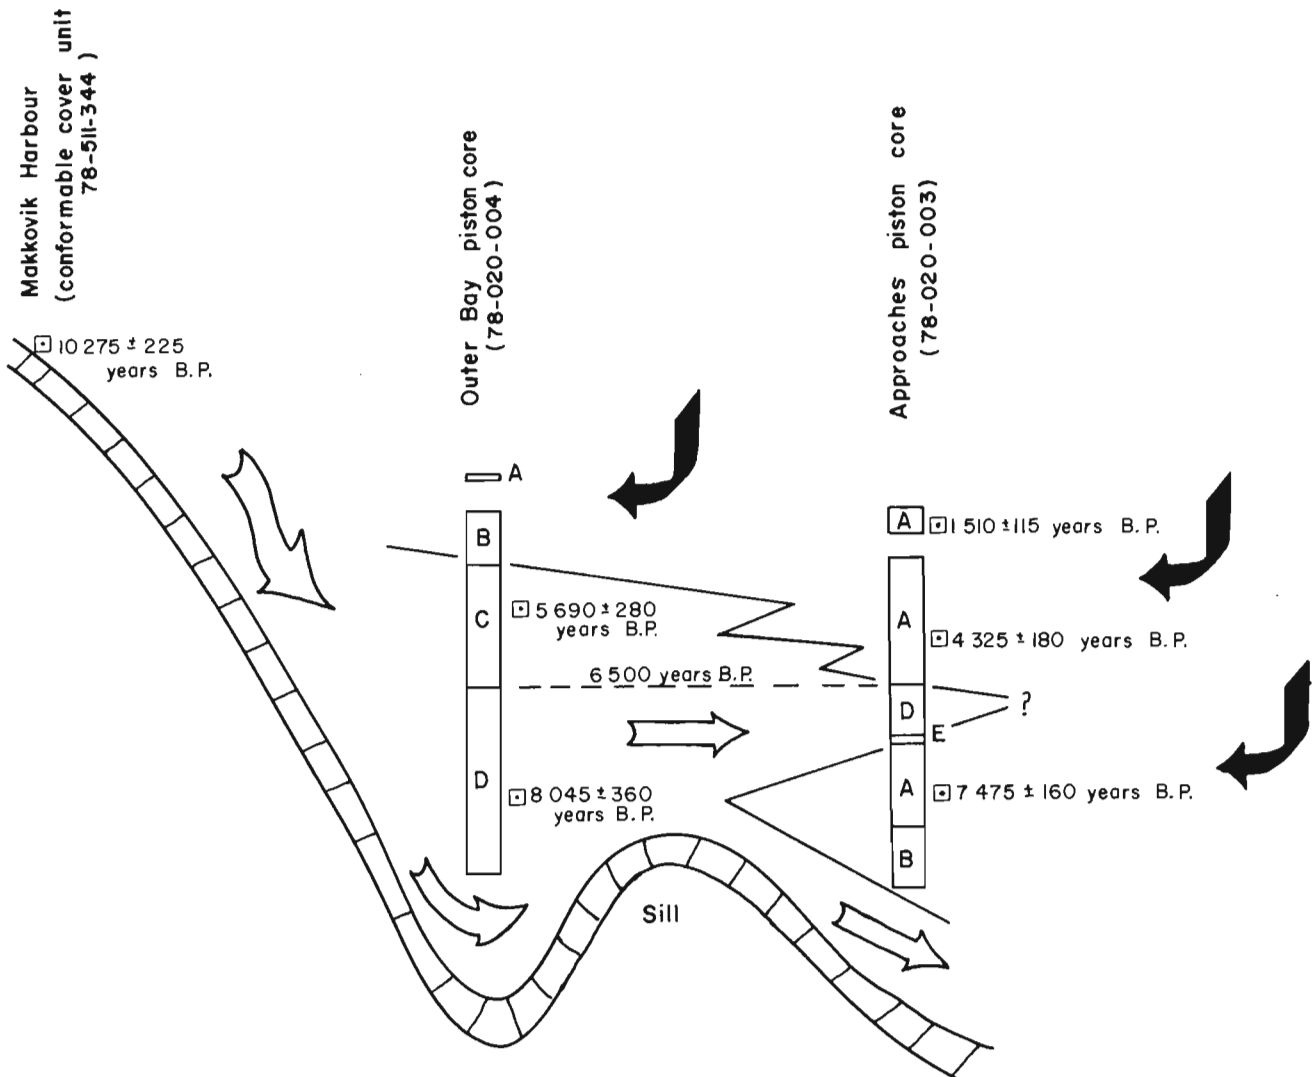 Makkovik Harbour
(conformable cover unit
78-511-344)
Outer Bay piston core
(78-020-004)
Approaches piston core
(78-020-003)
10 275 ± 225
years B.P.
A
B
C
D
5 690 ± 280
years B.P.
6 500 years B.P.
8 045 ± 360
years B.P.
A
1 510 ± 115 years B.P.
A
4 325 ± 180 years B.P.
D
?
E
A
7 475 ± 160 years B.P.
B
Sill